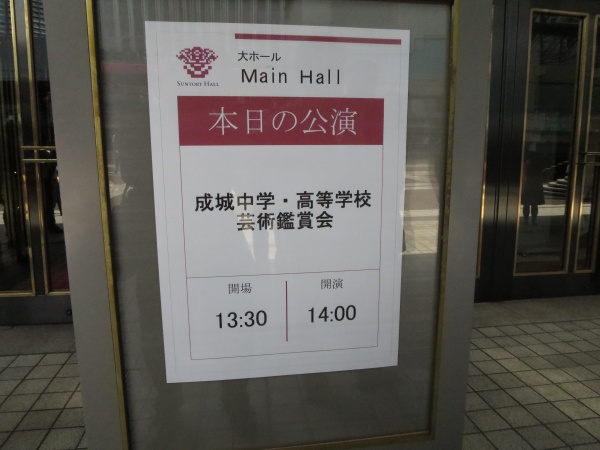 大ホール
SUNTORY HALL
Main Hall
本日の公演
成城中学・高等学校
芸術鑑賞会
開場
開演
13:30
14:00